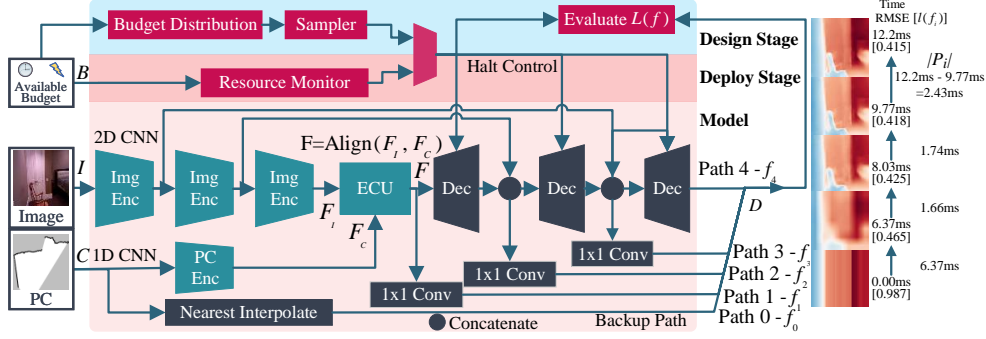 Budget Distribution
Sampler
Evaluate L(f)
Design Stage
Available
Budget
B
Resource Monitor
Halt Control
Deploy Stage
Model
2D CNN
F=Align(F_I, F_C)
I
Img
Enc
Img
Enc
Img
Enc
F_I
ECU
F
F_C
Dec
Dec
Dec
Path 4 - f_4
D
Image
C
1D CNN
PC
Enc
PC
1x1 Conv
1x1 Conv
1x1 Conv
Nearest Interpolate
Concatenate
Backup Path
Path 3 - f_3
Path 2 - f_2
Path 1 - f_1
Path 0 - f_0
Time
RMSE [l(f_i)]
12.2ms
[0.415]
|P_i|
12.2ms - 9.77ms
=2.43ms
9.77ms
[0.418]
1.74ms
8.03ms
[0.425]
1.66ms
6.37ms
[0.465]
6.37ms
0.00ms
[0.987]